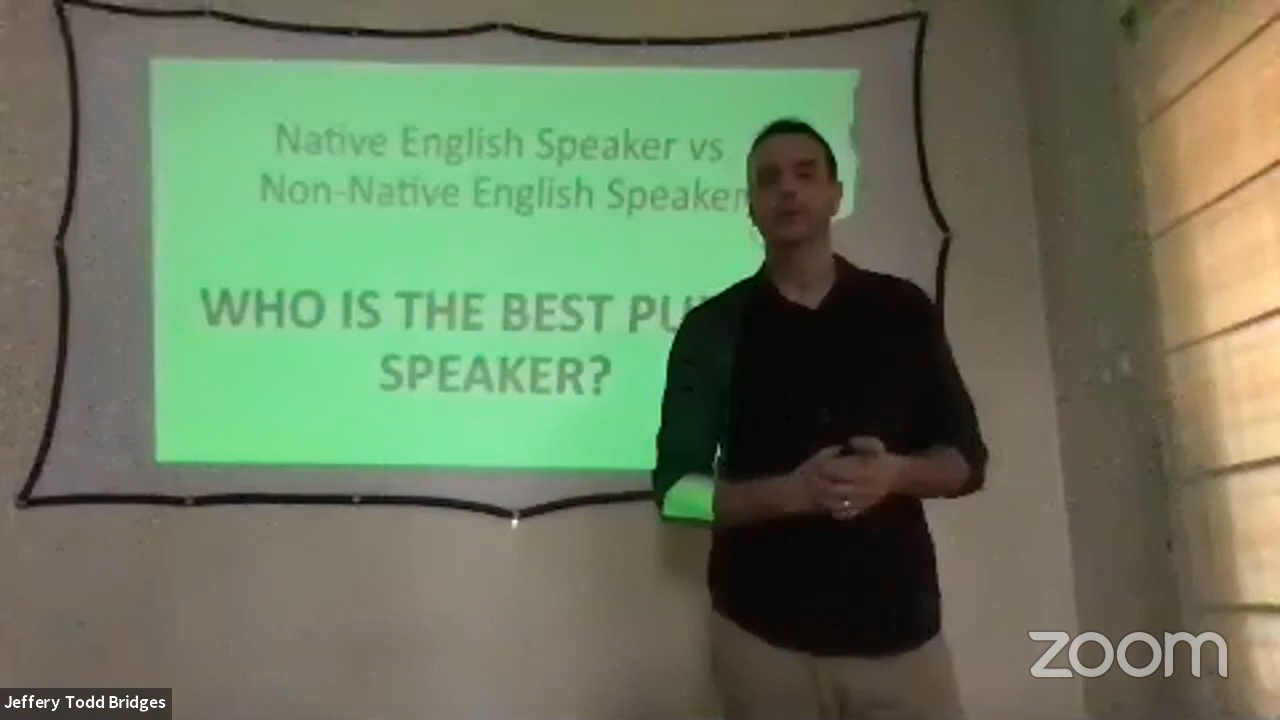 Native English Speaker vs
Non-Native English Speaker
WHO IS THE BEST
SPEAKER?
zoom
Jeffery Todd Bridges